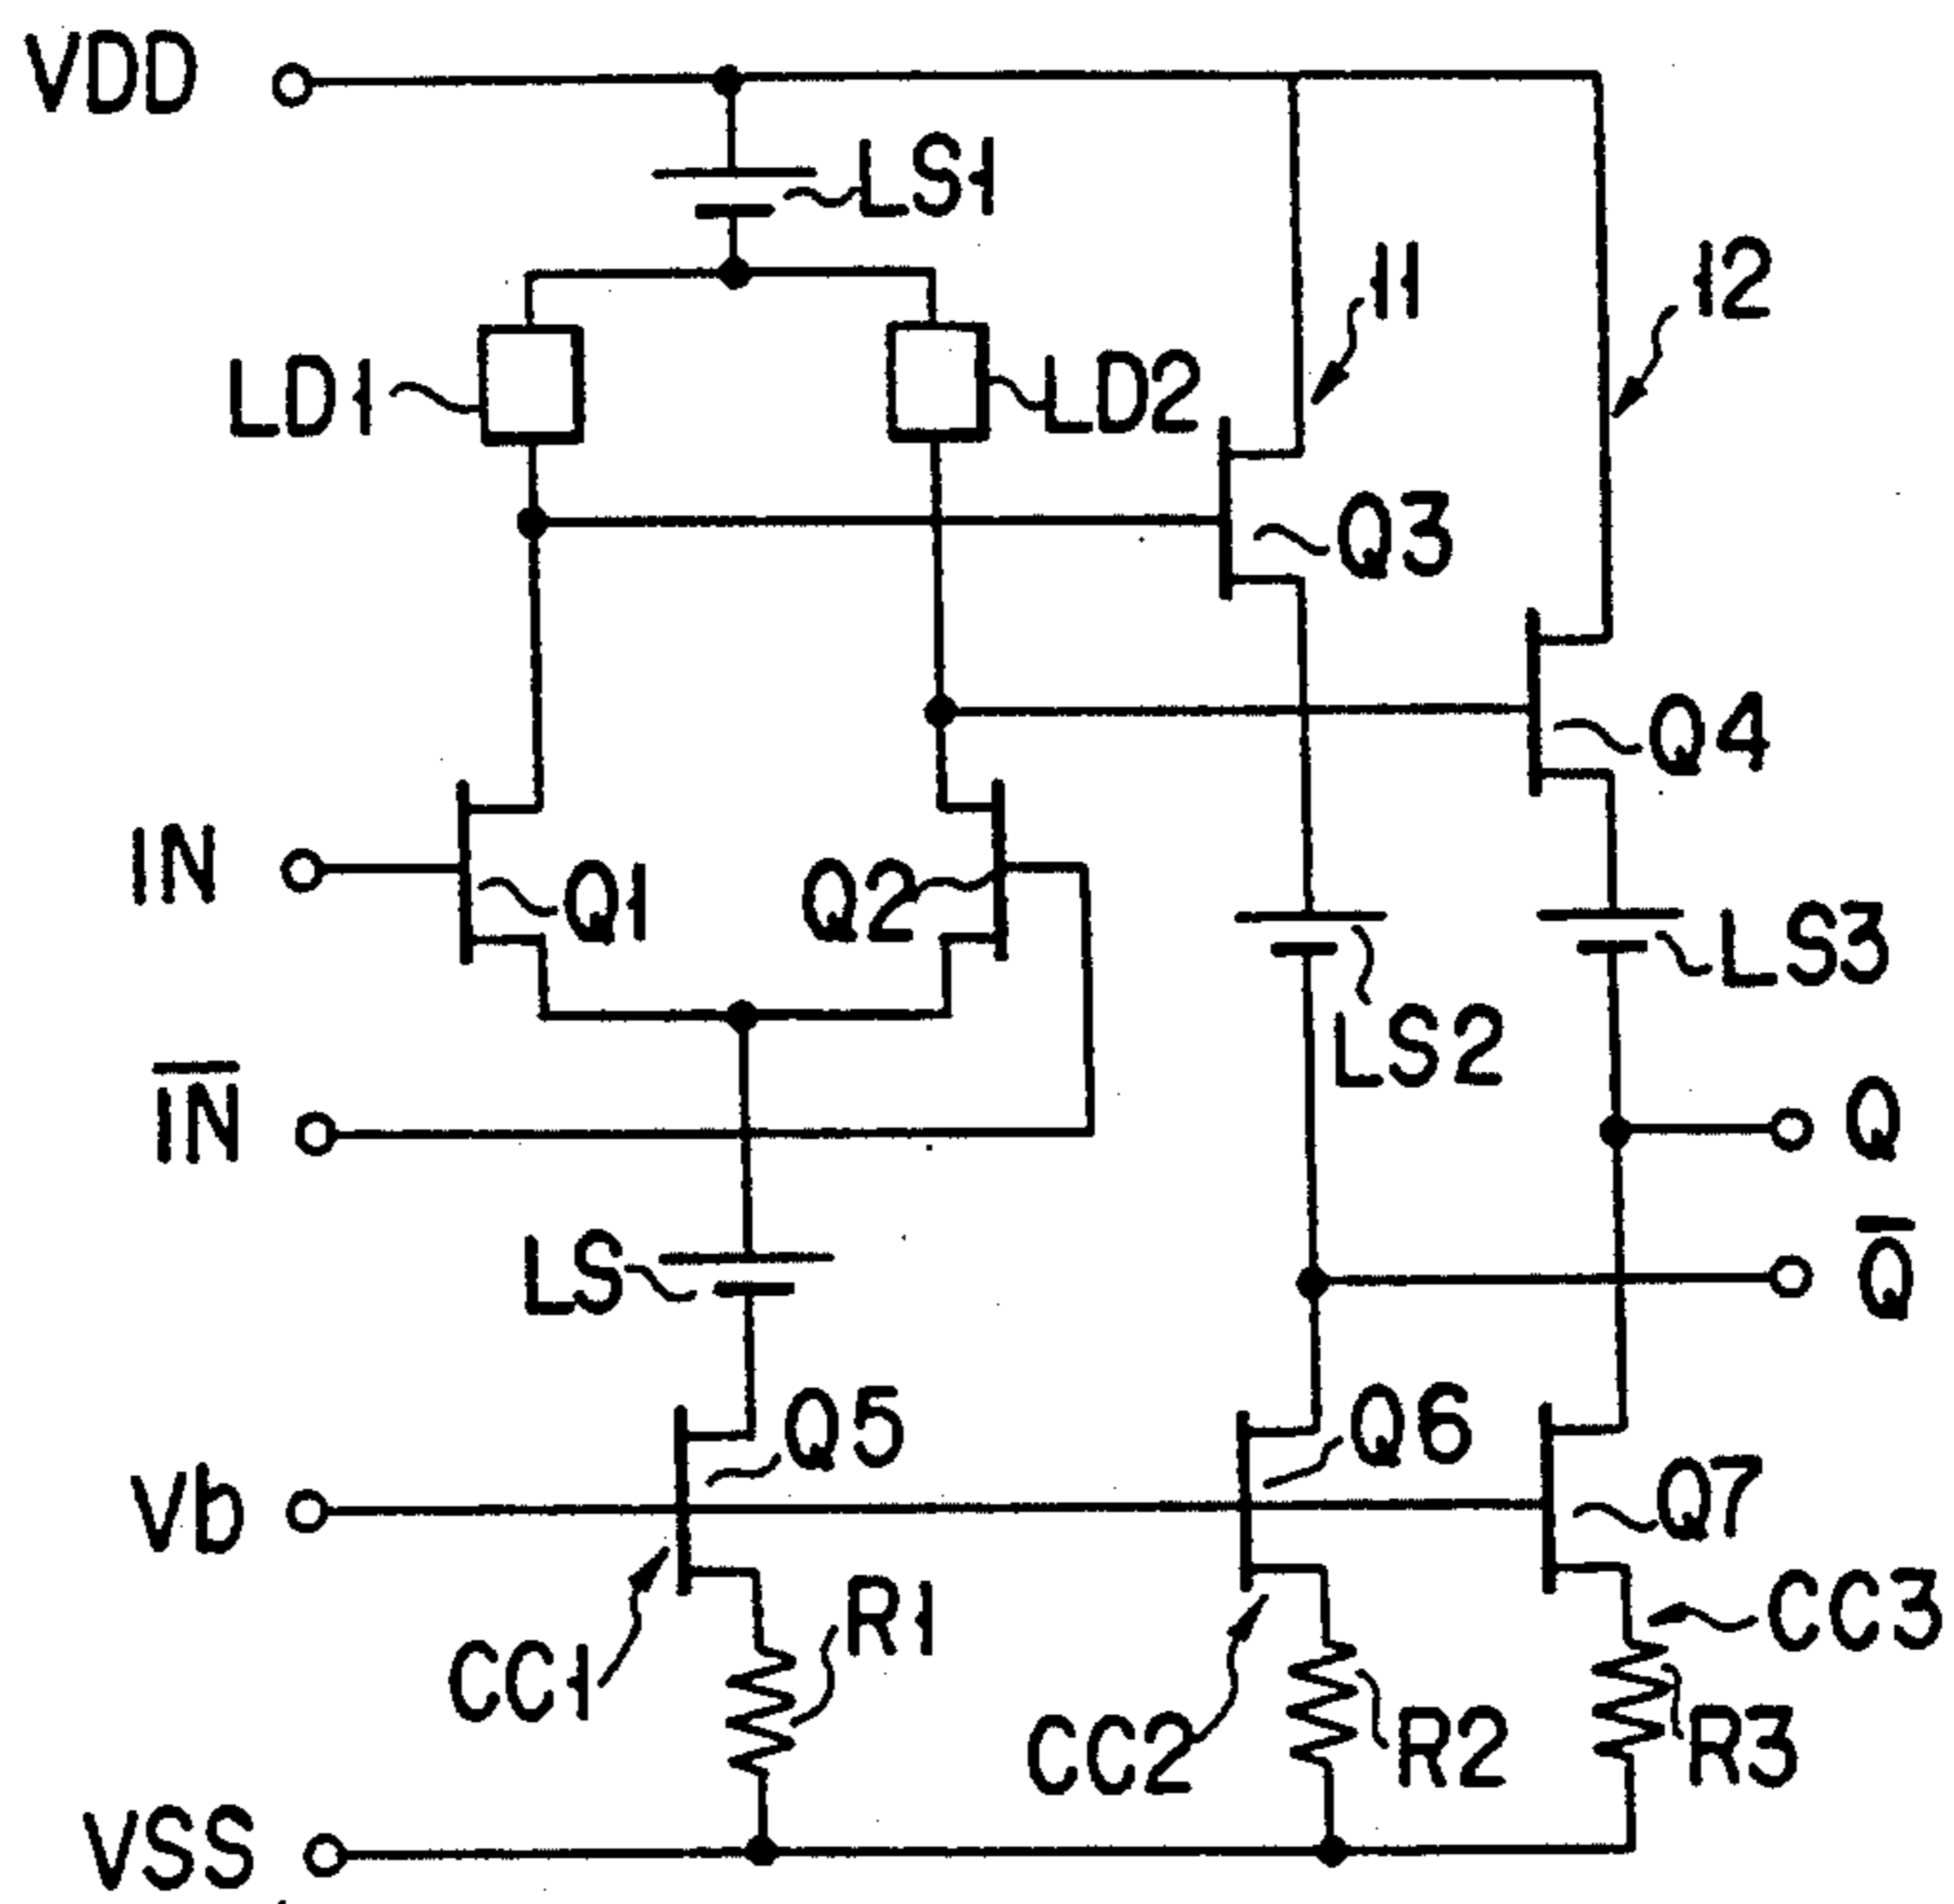 VDD
LS1
I1
I2
LD1
LD2
Q3
Q4
IN
Q1
Q2
LS3
LS2
I̅N̅
Q
LS
Q̅
Q5
Q6
Vb
Q7
R1
CC3
CC1
CC2
R2
R3
VSS